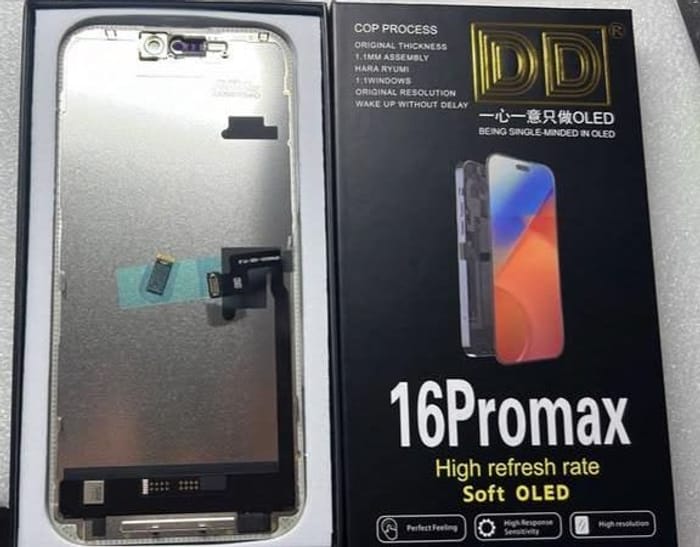 COP PROCESS
ORIGINAL THICKNESS
1.1MM ASSEMBLY
HARA RYUMI
1:1WINDOWS
ORIGINAL RESOLUTION
WAKE UP WITHOUT DELAY
DD®
一心一意只做OLED
BEING SINGLE-MINDED IN OLED
16Promax
High refresh rate
Soft OLED
Perfect Feeling
High Response
Sensitivity
High resolution